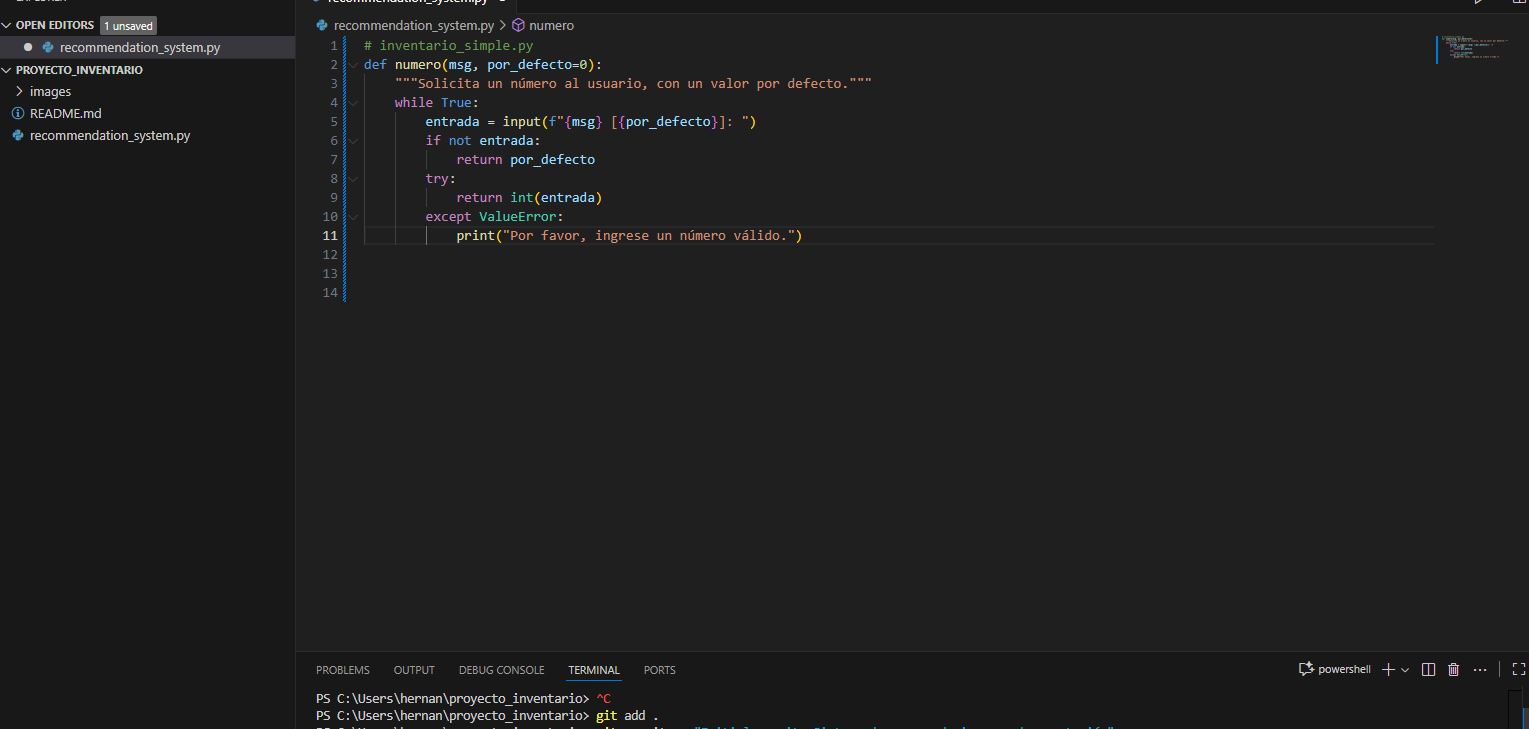 OPEN EDITORS 1 unsaved
recommendation_system.py
PROYECTO_INVENTARIO
images
README.md
recommendation_system.py
recommendation_system.py > numero
1 # inventario_simple.py
2 def numero(msg, por_defecto=0):
3 """Solicita un número al usuario, con un valor por defecto."""
4 while True:
5 entrada = input(f"{msg} [{por_defecto}]: ")
6 if not entrada:
7 return por_defecto
8 try:
9 return int(entrada)
10 except ValueError:
11 print("Por favor, ingrese un número válido.")
12
13
14
PROBLEMS OUTPUT DEBUG CONSOLE TERMINAL PORTS powershell
PS C:\Users\hernan\proyecto_inventario> ^C
PS C:\Users\hernan\proyecto_inventario> git add .